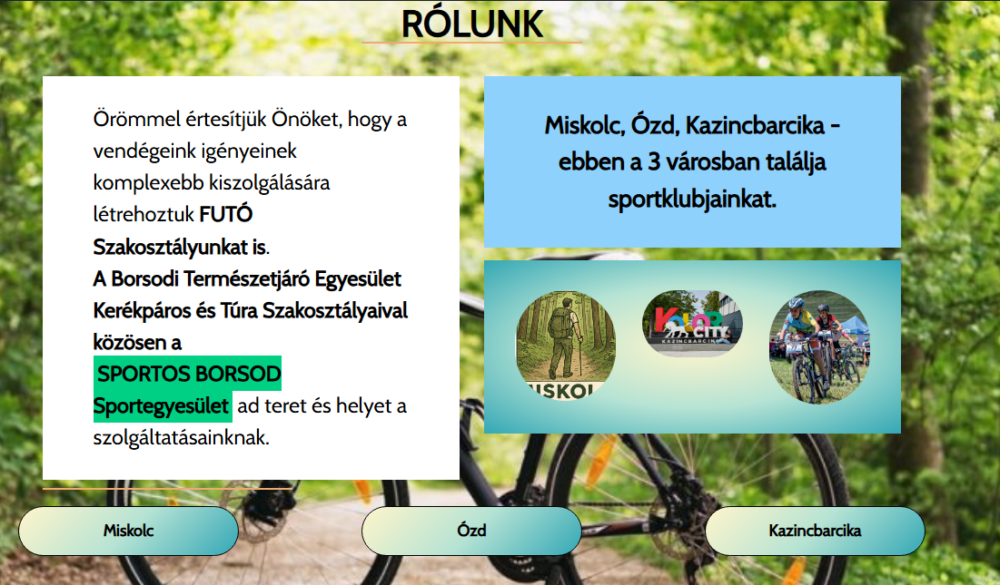 RÓLUNK
Örömmel értesítjük Önöket, hogy a
vendégeink igényeinek
komplexebb kiszolgálására
létrehoztuk FUTÓ
Szakosztályunkat is.
A Borsodi Természetjáró Egyesület
Kerékpáros és Túra Szakosztályaival
közösen a
SPORTOS BORSOD
Sportegyesület ad teret és helyet a
szolgáltatásainknak.
Miskolc, Ózd, Kazincbarcika -
ebben a 3 városban találja
sportklubjainkat.
KOLOR
CITY
KAZINCBARCIKA
Miskolc
Ózd
Kazincbarcika